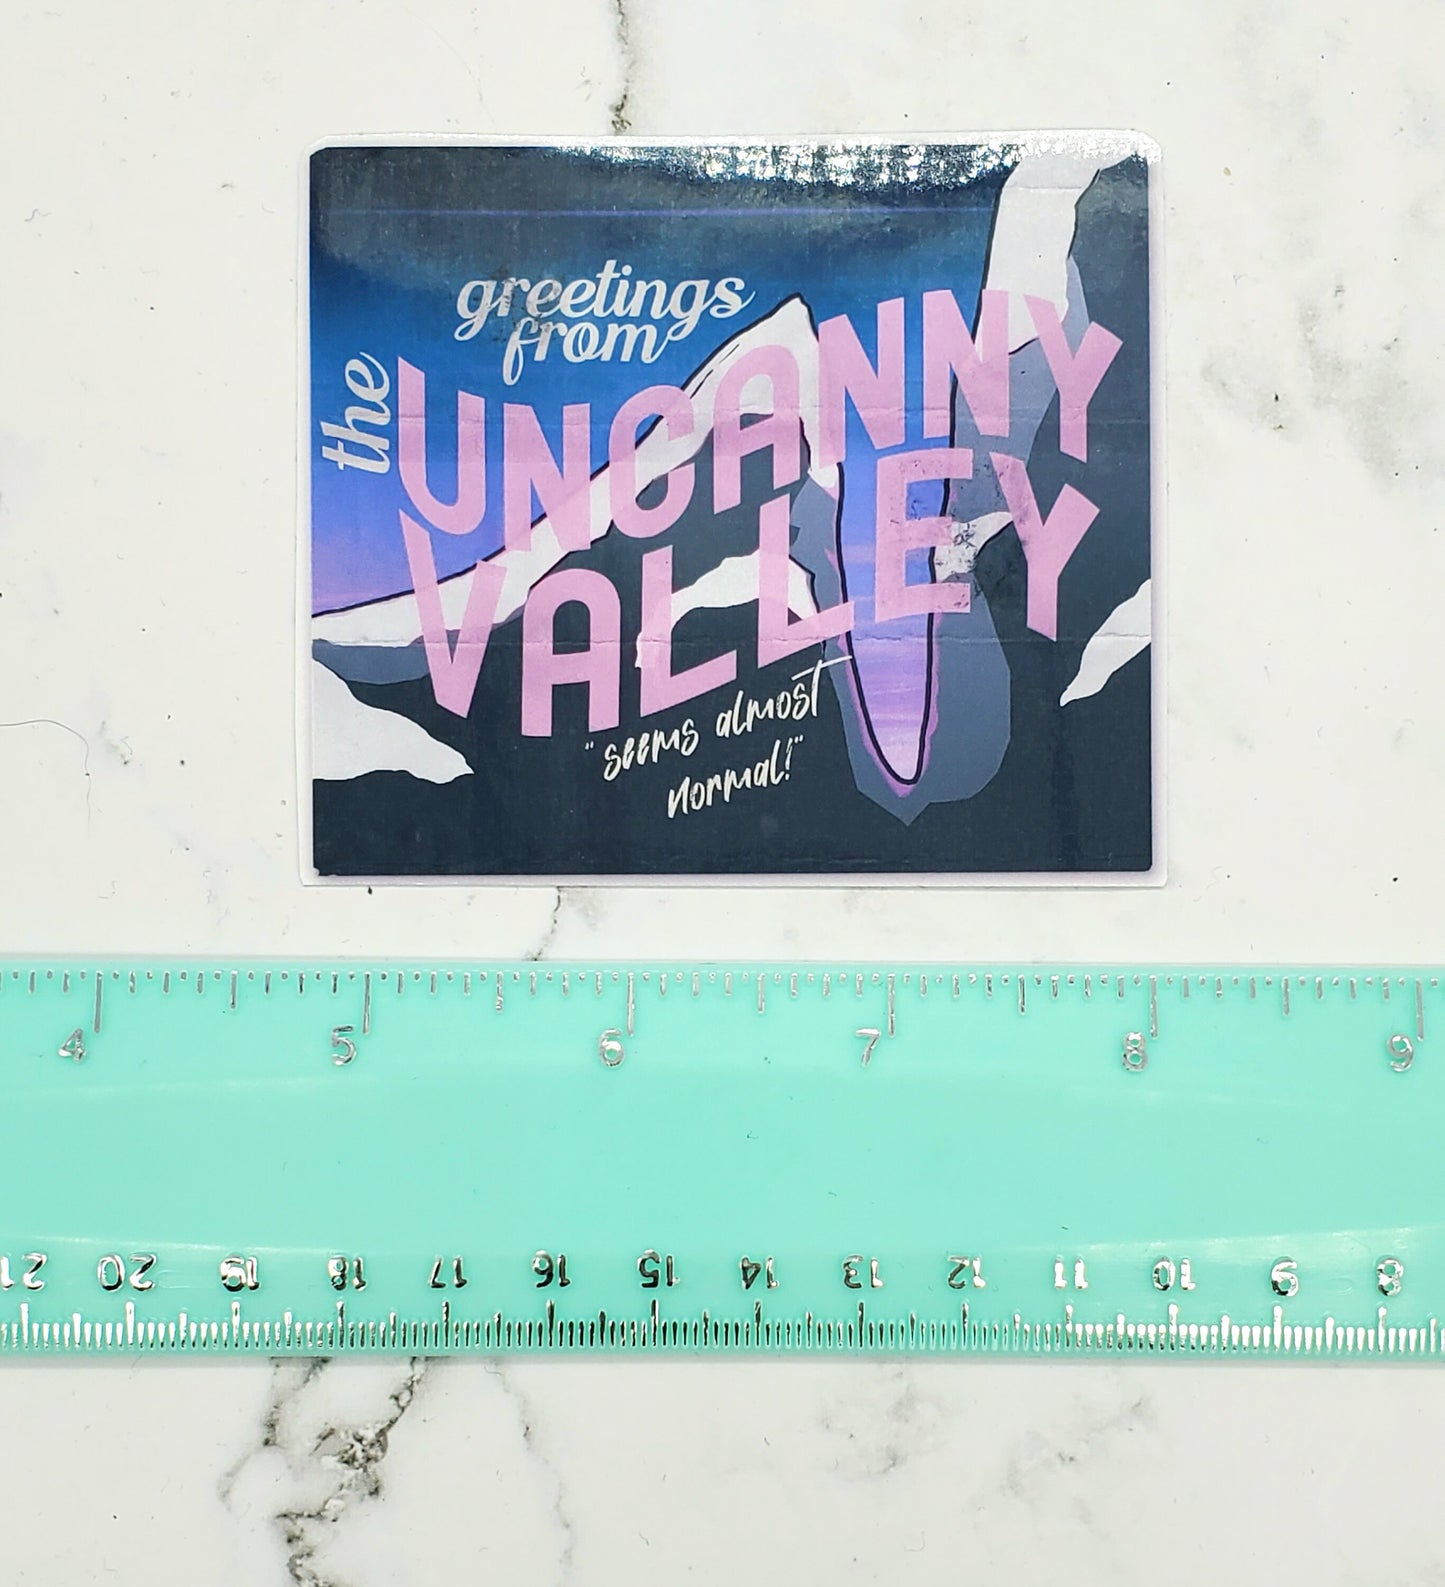 greetings
from
the
UNCANNY
VALLEY
"seems almost
normal!"
4 5 6 7 8 9
21 20 19 18 17 16 15 14 13 12 11 10 9 8